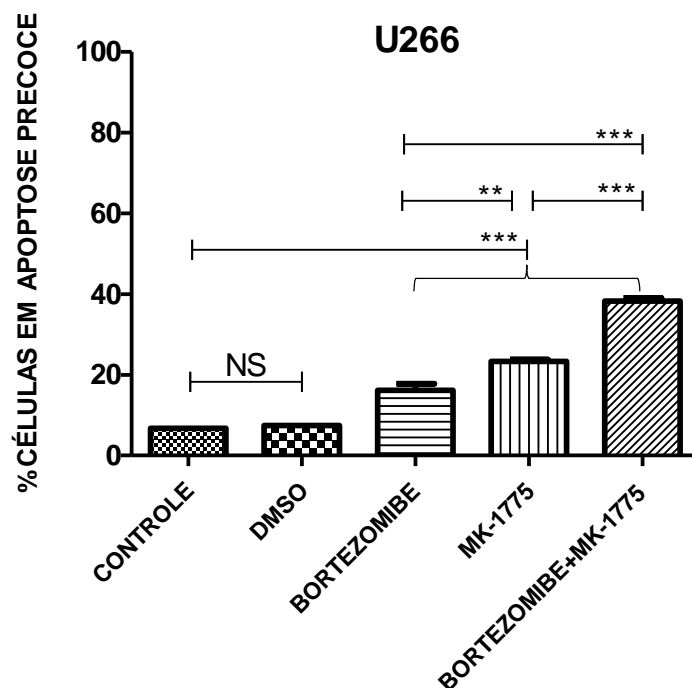 U266
%CÉLULAS EM APOPTOSE PRECOCE
100
80
60
40
20
0
***
**
***
***
NS
CONTROLE
DMSO
BORTEZOMIBE
MK-1775
BORTEZOMIBE+MK-1775